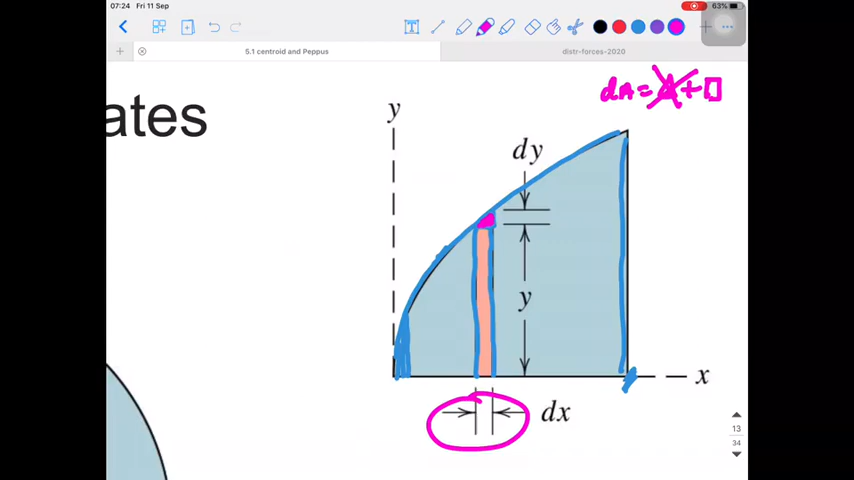 07:24 Fri 11 Sep 63%
5.1 centroid and Peppus distr-forces-2020
dA = Δ + □
ates
y
dy
y
x
dx
13
34